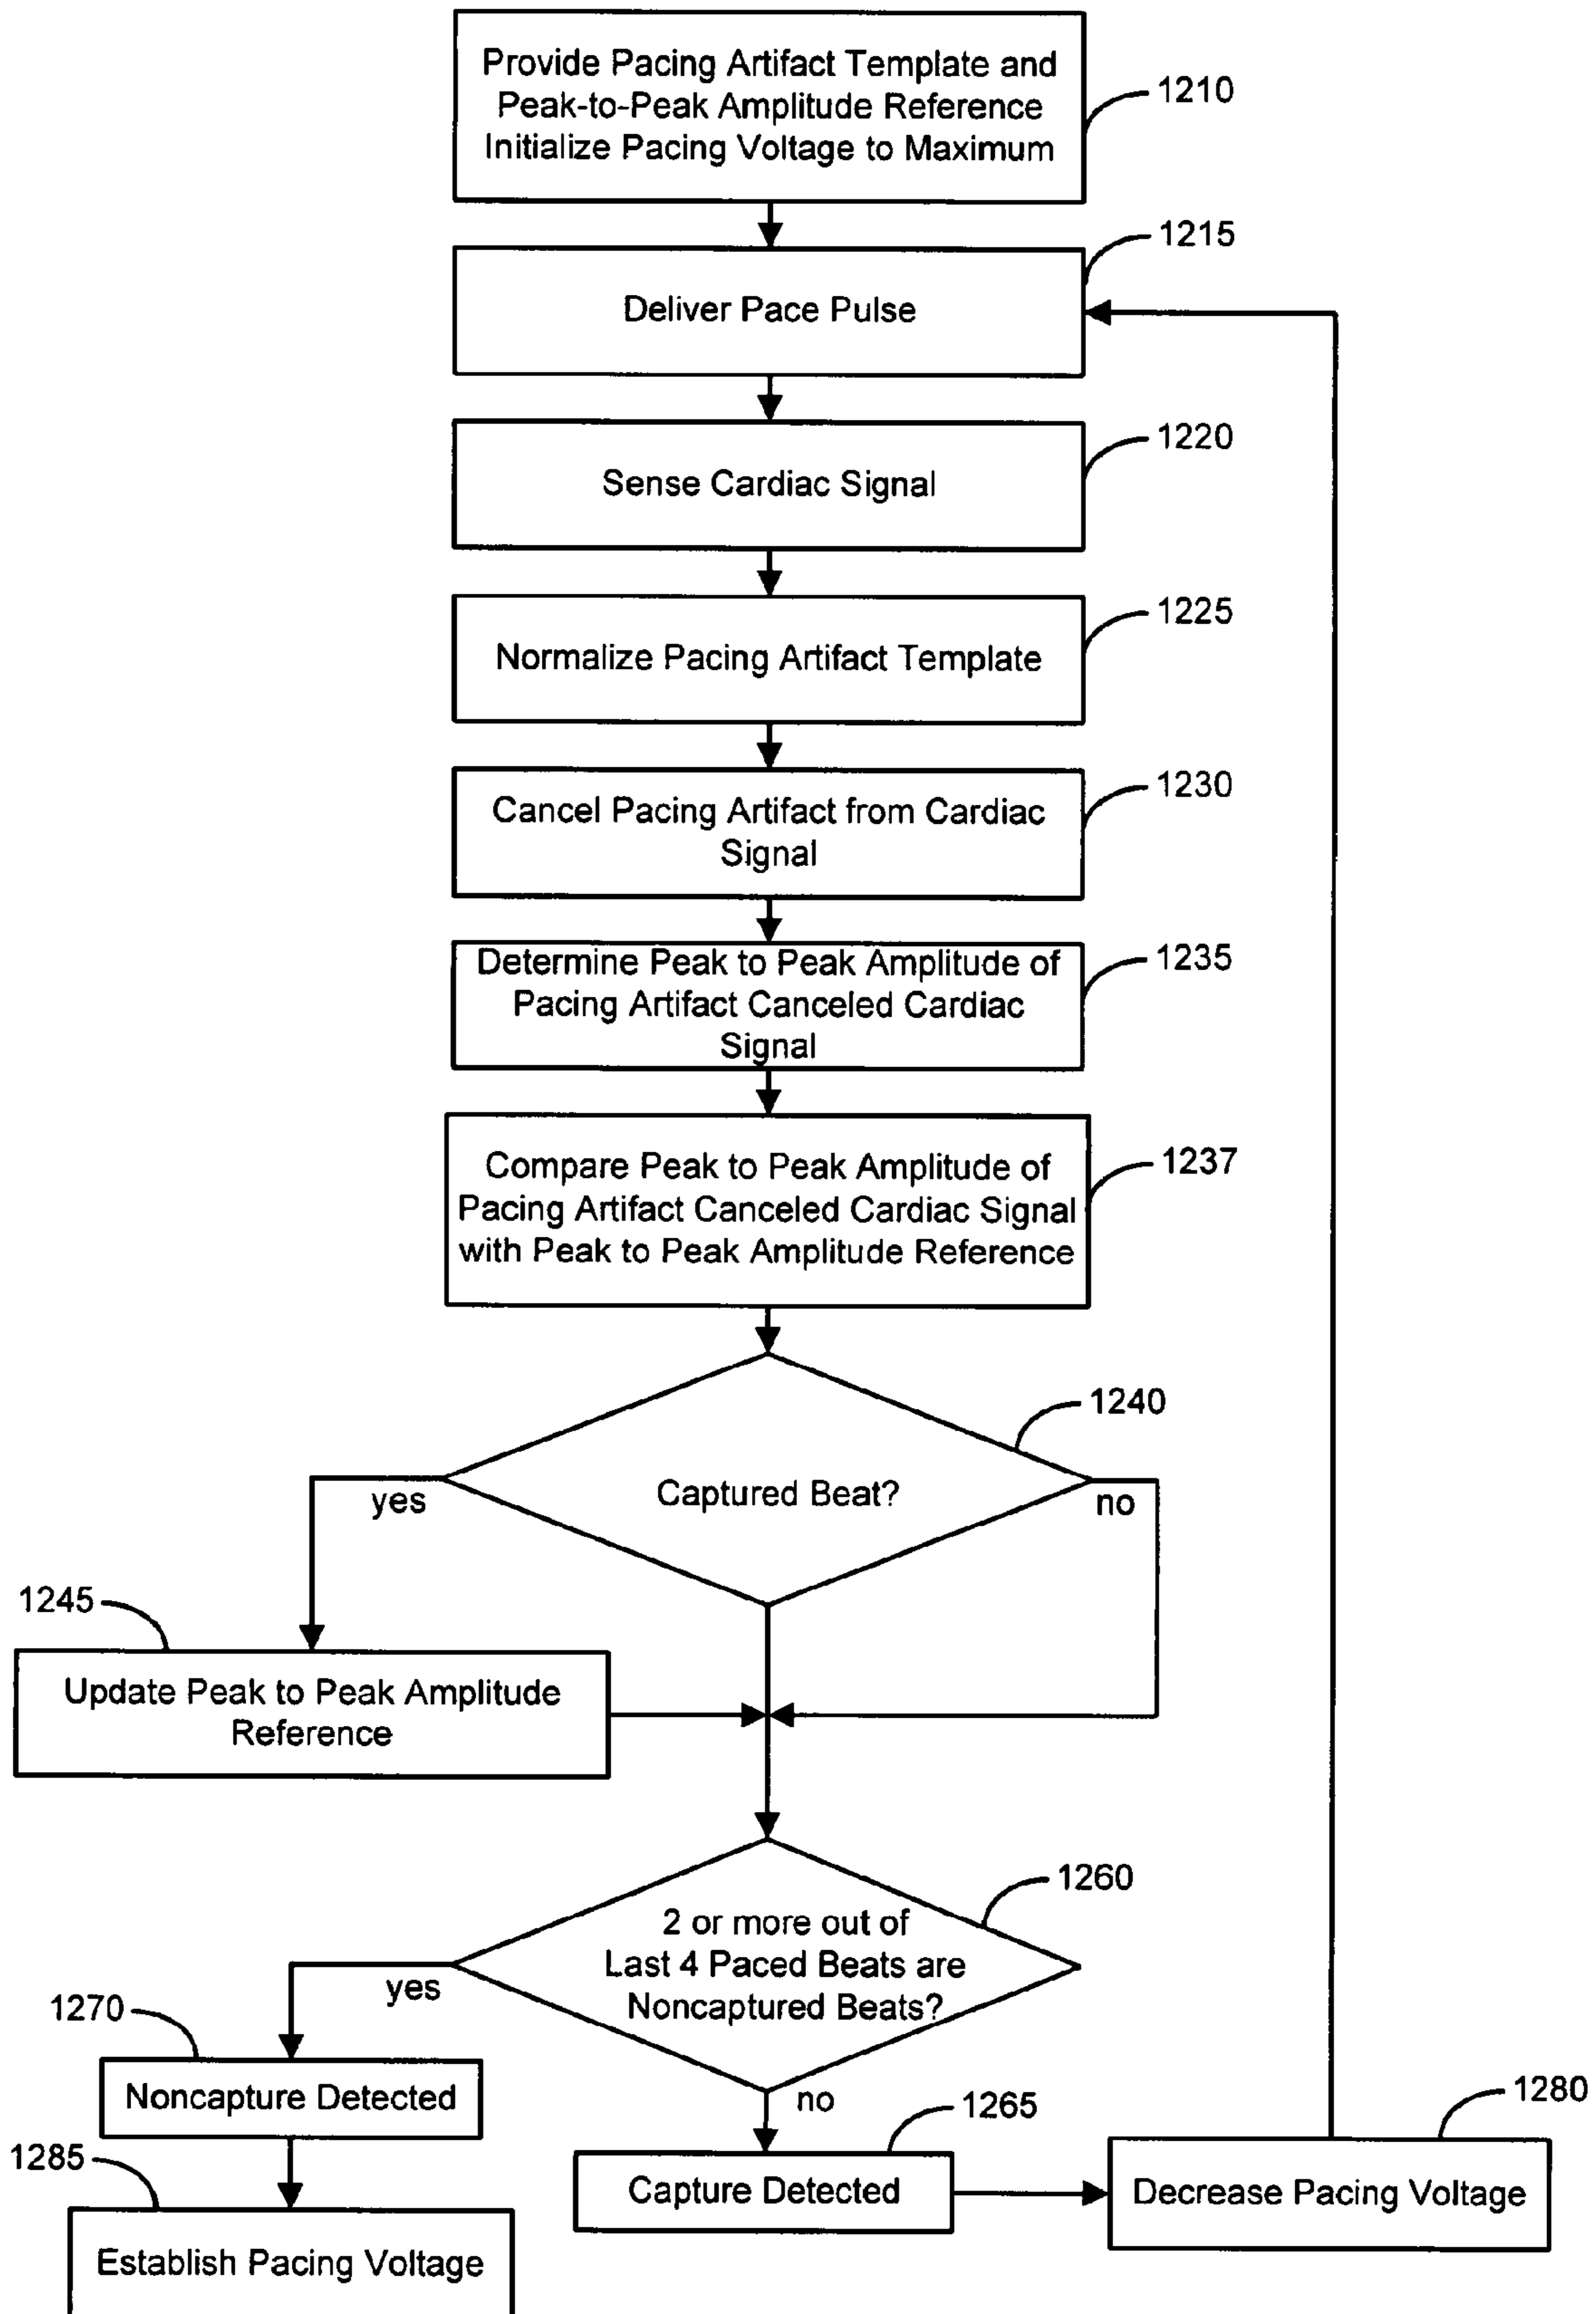 Provide Pacing Artifact Template and
Peak-to-Peak Amplitude Reference
Initialize Pacing Voltage to Maximum
1210
1215
Deliver Pace Pulse
1220
Sense Cardiac Signal
1225
Normalize Pacing Artifact Template
1230
Cancel Pacing Artifact from Cardiac
Signal
1235
Determine Peak to Peak Amplitude of
Pacing Artifact Canceled Cardiac
Signal
1237
Compare Peak to Peak Amplitude of
Pacing Artifact Canceled Cardiac Signal
with Peak to Peak Amplitude Reference
1240
Captured Beat?
yes
no
1245
Update Peak to Peak Amplitude
Reference
1260
2 or more out of
Last 4 Paced Beats are
Noncaptured Beats?
yes
no
1270
Noncapture Detected
1265
Capture Detected
1280
Decrease Pacing Voltage
1285
Establish Pacing Voltage